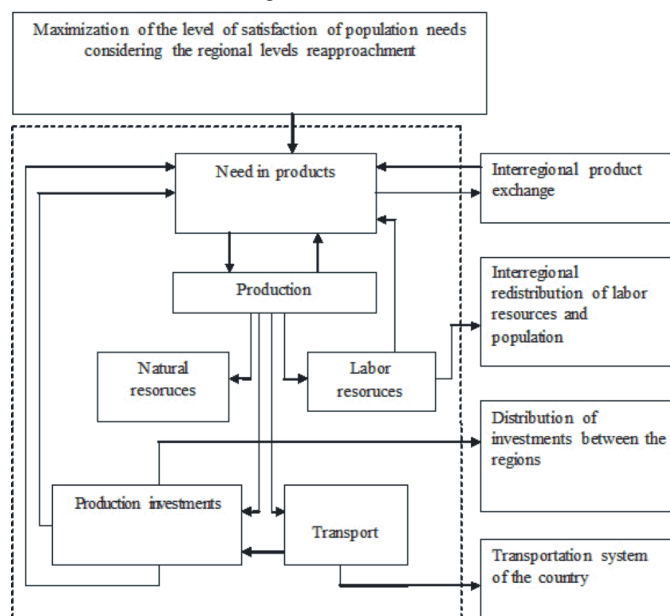 Maximization of the level of satisfaction of population needs
considering the regional levels reapproachment
Need in products
Interregional product
exchange
Production
Interregional
redistribution of labor
resources and
population
Natural
resoruces
Labor
resoruces
Distribution of
investments between the
regions
Production investments
Transport
Transportation system
of the country